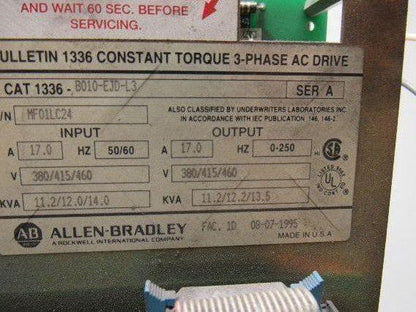 AND WAIT 60 SEC. BEFORE
SERVICING.
BULLETIN 1336 CONSTANT TORQUE 3-PHASE AC DRIVE
CAT 1336 - B010-EJD-L3 SER A
S/N MF01LC24 ALSO CLASSIFIED BY UNDERWRITERS LABORATORIES INC.
IN ACCORDANCE WITH IEC PUBLICATION 146, 146-2
INPUT OUTPUT
A 17.0 HZ 50/60 A 17.0 HZ 0-250
V 380/415/460 V 380/415/460
KVA 11.2/12.0/14.0 KVA 11.2/12.2/13.5
AB ALLEN-BRADLEY FAC. 1D 08-07-1995
A ROCKWELL INTERNATIONAL COMPANY MADE IN U.S.A